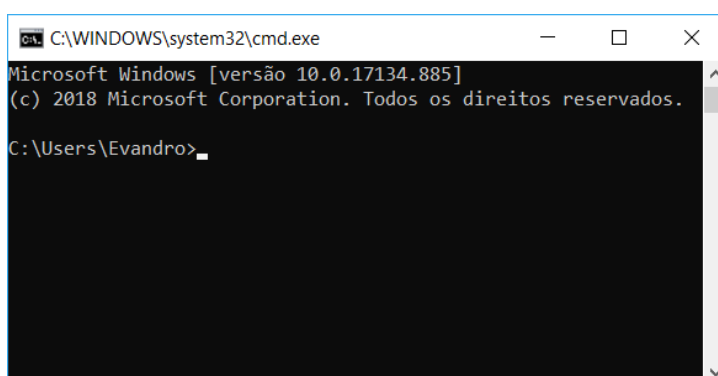 C:\WINDOWS\system32\cmd.exe
Microsoft Windows [versão 10.0.17134.885]
(c) 2018 Microsoft Corporation. Todos os direitos reservados.
C:\Users\Evandro>